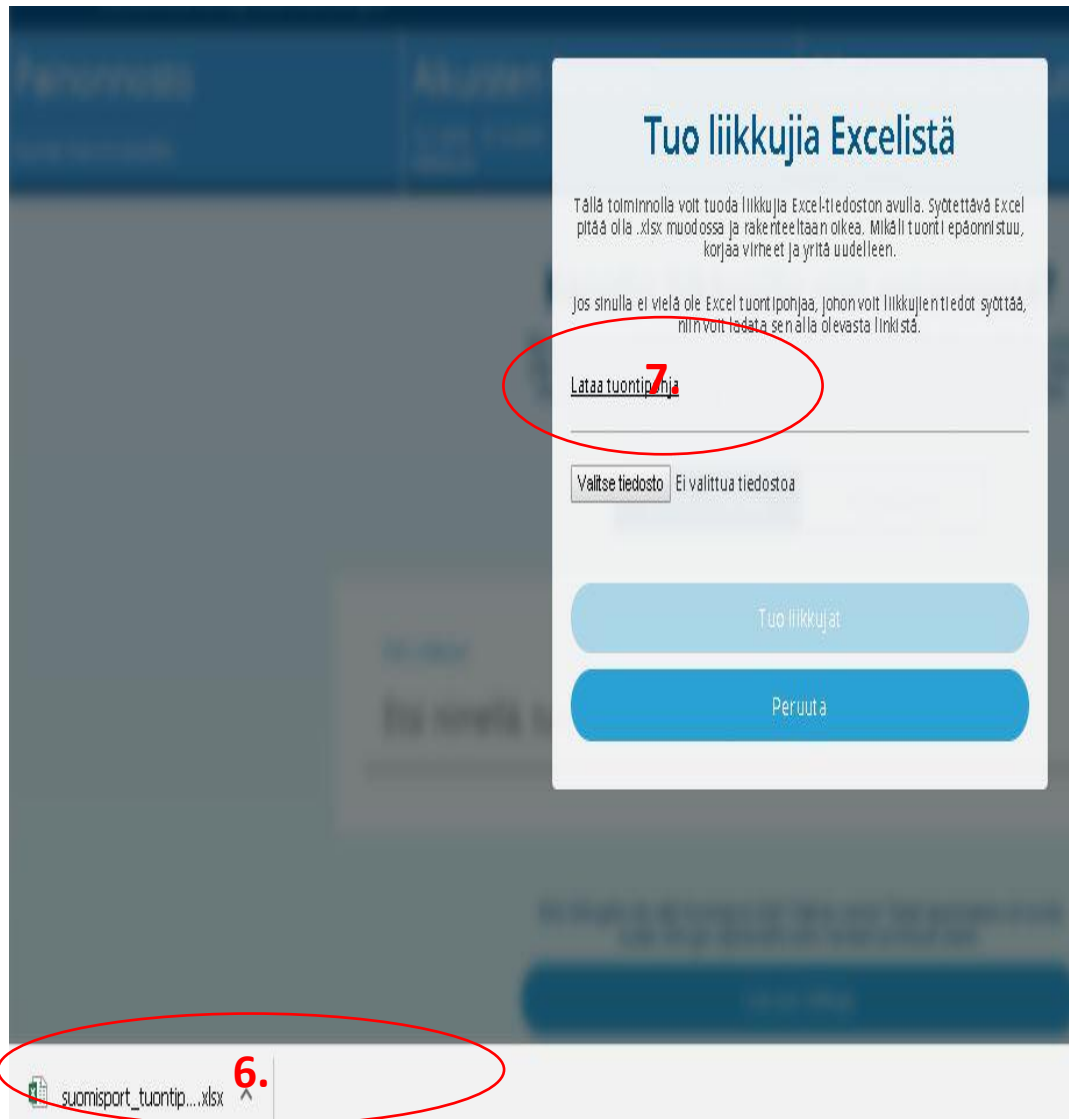 Painonnosto
Tuo liikkujia Excelistä
Tällä toiminnolla voit tuoda liikkujia Excel-tiedoston avulla. Syötettävä Excel
pitää olla .xlsx muodossa ja rakenteeltaan oikea. Mikäli tuonti epäonnistuu,
korjaa virheet ja yritä uudelleen.
Jos sinulla ei vielä ole Excel tuontipohjaa, johon voit liikkujien tiedot syöttää,
niin voit ladata sen alla olevasta linkistä.
7.
Lataa tuontipohja
Valitse tiedosto Ei valittua tiedostoa
Tuo liikkujat
Peruuta
6.
suomisport_tuontip....xlsx